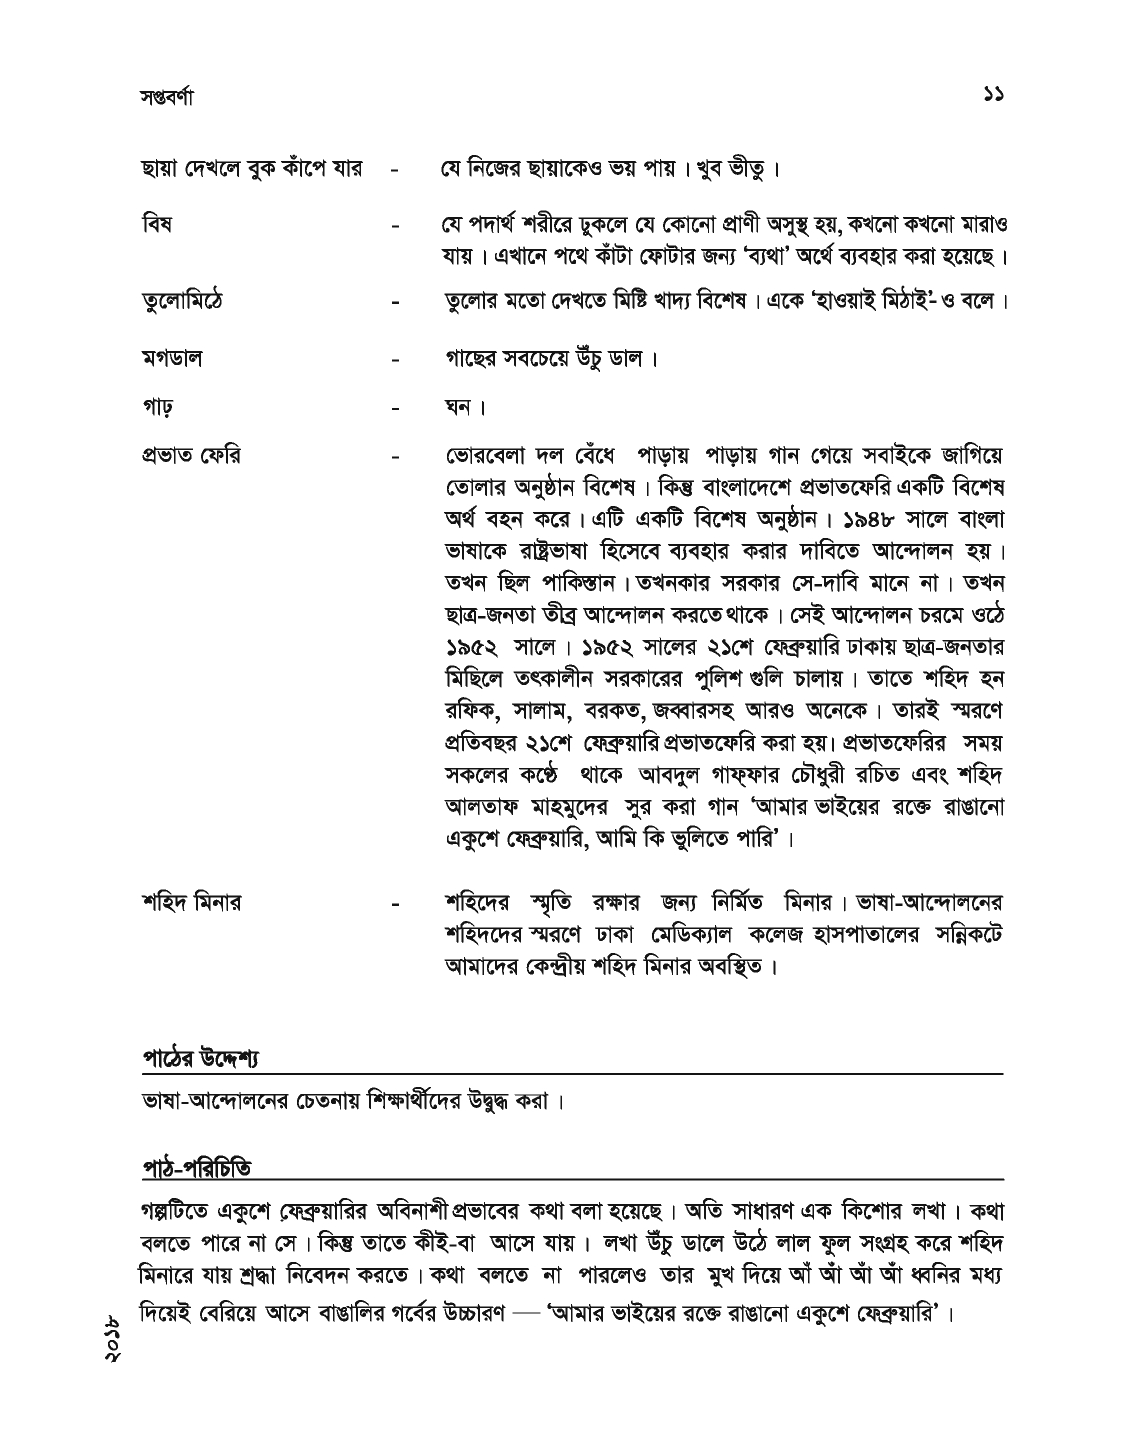 সপ্তবর্ণা ১১
ছায়া দেখলে বুক কাঁপে যার - যে নিজের ছায়াকেও ভয় পায়। খুব ভীতু।
বিষ - যে পদার্থ শরীরে ঢুকলে যে কোনো প্রাণী অসুস্থ হয়, কখনো কখনো মারাও
যায়। এখানে পথে কাঁটা ফোটার জন্য ‘ব্যথা’ অর্থে ব্যবহার করা হয়েছে।
তুলোমিঠে - তুলোর মতো দেখতে মিষ্টি খাদ্য বিশেষ। একে ‘হাওয়াই মিঠাই’- ও বলে।
মগডাল - গাছের সবচেয়ে উঁচু ডাল।
গাঢ় - ঘন।
প্রভাত ফেরি - ভোরবেলা দল বেঁধে পাড়ায় পাড়ায় গান গেয়ে সবাইকে জাগিয়ে
তোলার অনুষ্ঠান বিশেষ। কিন্তু বাংলাদেশে প্রভাতফেরি একটি বিশেষ
অর্থ বহন করে। এটি একটি বিশেষ অনুষ্ঠান। ১৯৪৮ সালে বাংলা
ভাষাকে রাষ্ট্রভাষা হিসেবে ব্যবহার করার দাবিতে আন্দোলন হয়।
তখন ছিল পাকিস্তান। তখনকার সরকার সে-দাবি মানে না। তখন
ছাত্র-জনতা তীব্র আন্দোলন করতে থাকে। সেই আন্দোলন চরমে ওঠে
১৯৫২ সালে। ১৯৫২ সালের ২১শে ফেব্রুয়ারি ঢাকায় ছাত্র-জনতার
মিছিলে তৎকালীন সরকারের পুলিশ গুলি চালায়। তাতে শহিদ হন
রফিক, সালাম, বরকত, জব্বারসহ আরও অনেকে। তারই স্মরণে
প্রতিবছর ২১শে ফেব্রুয়ারি প্রভাতফেরি করা হয়। প্রভাতফেরির সময়
সকলের কণ্ঠে থাকে আবদুল গাফ্‌ফার চৌধুরী রচিত এবং শহিদ
আলতাফ মাহমুদের সুর করা গান ‘আমার ভাইয়ের রক্তে রাঙানো
একুশে ফেব্রুয়ারি, আমি কি ভুলিতে পারি’।
শহিদ মিনার - শহিদের স্মৃতি রক্ষার জন্য নির্মিত মিনার। ভাষা-আন্দোলনের
শহিদদের স্মরণে ঢাকা মেডিক্যাল কলেজ হাসপাতালের সন্নিকটে
আমাদের কেন্দ্রীয় শহিদ মিনার অবস্থিত।
পাঠের উদ্দেশ্য
ভাষা-আন্দোলনের চেতনায় শিক্ষার্থীদের উদ্বুদ্ধ করা।
পাঠ-পরিচিতি
গল্পটিতে একুশে ফে়ব্রুয়ারির অবিনাশী প্রভাবের কথা বলা হয়েছে। অতি সাধারণ এক কিশোর লখা। কথা
বলতে পারে না সে। কিন্তু তাতে কীই-বা আসে যায়। লখা উঁচু ডালে উঠে লাল ফুল সংগ্রহ করে শহিদ
মিনারে যায় শ্রদ্ধা নিবেদন করতে। কথা বলতে না পারলেও তার মুখ দিয়ে আঁ আঁ আঁ আঁ ধ্বনির মধ্য
দিয়েই বেরিয়ে আসে বাঙালির গর্বের উচ্চারণ — ‘আমার ভাইয়ের রক্তে রাঙানো একুশে ফেব্রুয়ারি’।
২০১৮